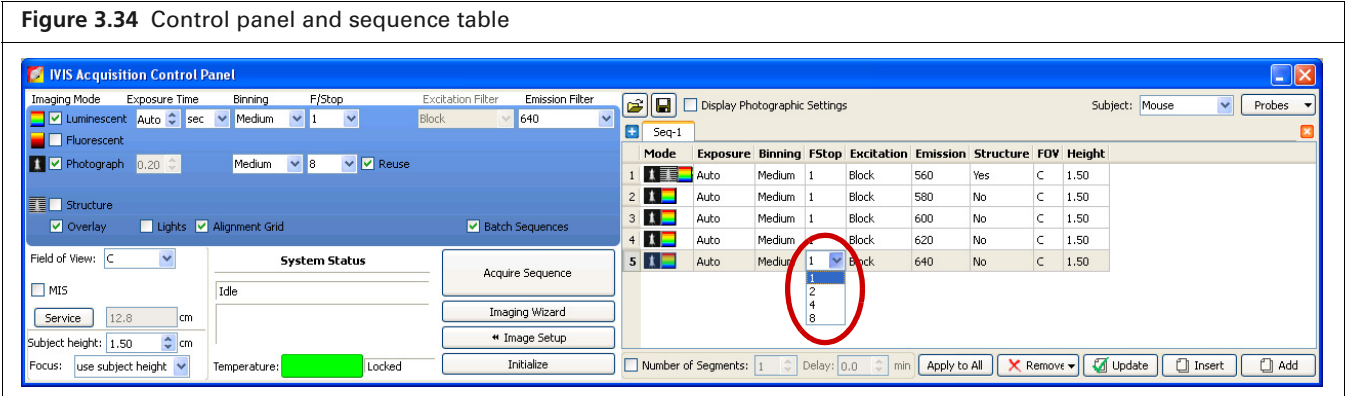 Figure 3.34 Control panel and sequence table
IVIS Acquisition Control Panel
Imaging Mode Exposure Time Binning F/Stop Excitation Filter Emission Filter
Luminescent Auto sec Medium 1 Block 640
Fluorescent
Photograph 0.20 Medium 8 Reuse
Structure
Overlay Lights Alignment Grid Batch Sequences
Field of View: C
MIS
Service 12.8 cm
Subject height: 1.50 cm
Focus: use subject height
System Status
Idle
Temperature: Locked
Acquire Sequence
Imaging Wizard
Image Setup
Initialize
Display Photographic Settings Subject: Mouse Probes
Seq-1
Mode Exposure Binning FStop Excitation Emission Structure FOV Height
1 Auto Medium 1 Block 560 Yes C 1.50
2 Auto Medium 1 Block 580 No C 1.50
3 Auto Medium 1 Block 600 No C 1.50
4 Auto Medium 1 Block 620 No C 1.50
5 Auto Medium 1 Block 640 No C 1.50
1
2
4
8
Number of Segments: 1 Delay: 0.0 min Apply to All Remove Update Insert Add